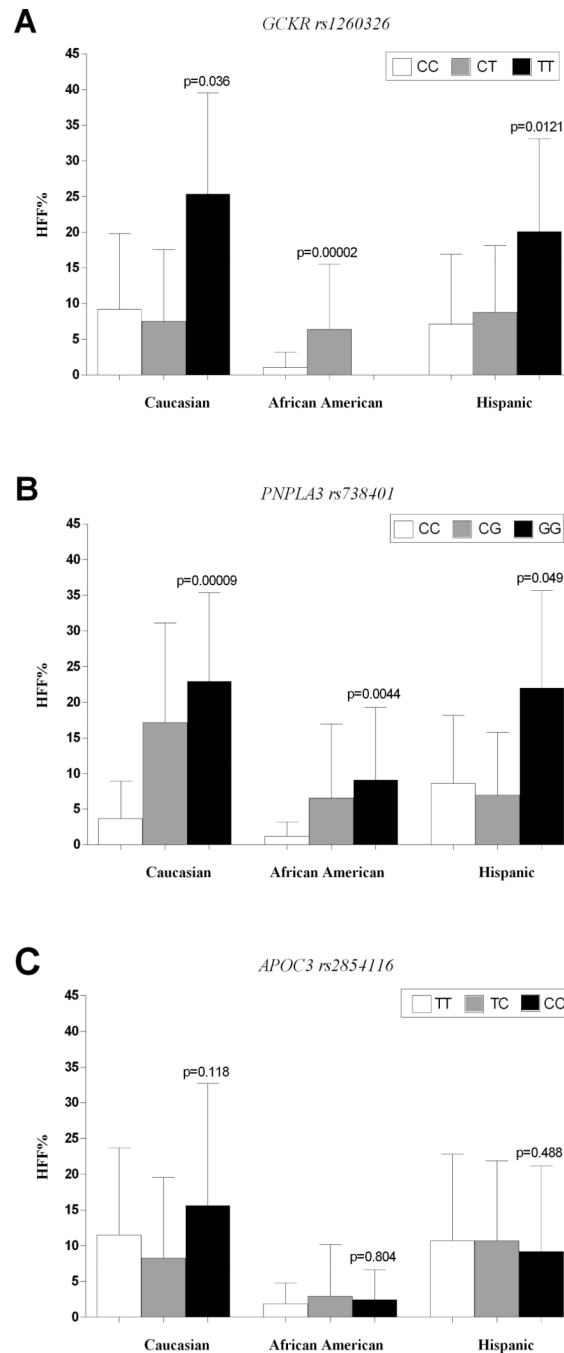 A
GCKR rs1260326
CC CT TT
HFF%
45
40
35
30
25
20
15
10
5
0
p=0.036
p=0.00002
p=0.0121
Caucasian African American Hispanic
B
PNPLA3 rs738401
CC CG GG
HFF%
45
40
35
30
25
20
15
10
5
0
p=0.00009
p=0.0044
p=0.049
Caucasian African American Hispanic
C
APOC3 rs2854116
TT TC CC
HFF%
45
40
35
30
25
20
15
10
5
0
p=0.118
p=0.804
p=0.488
Caucasian African American Hispanic